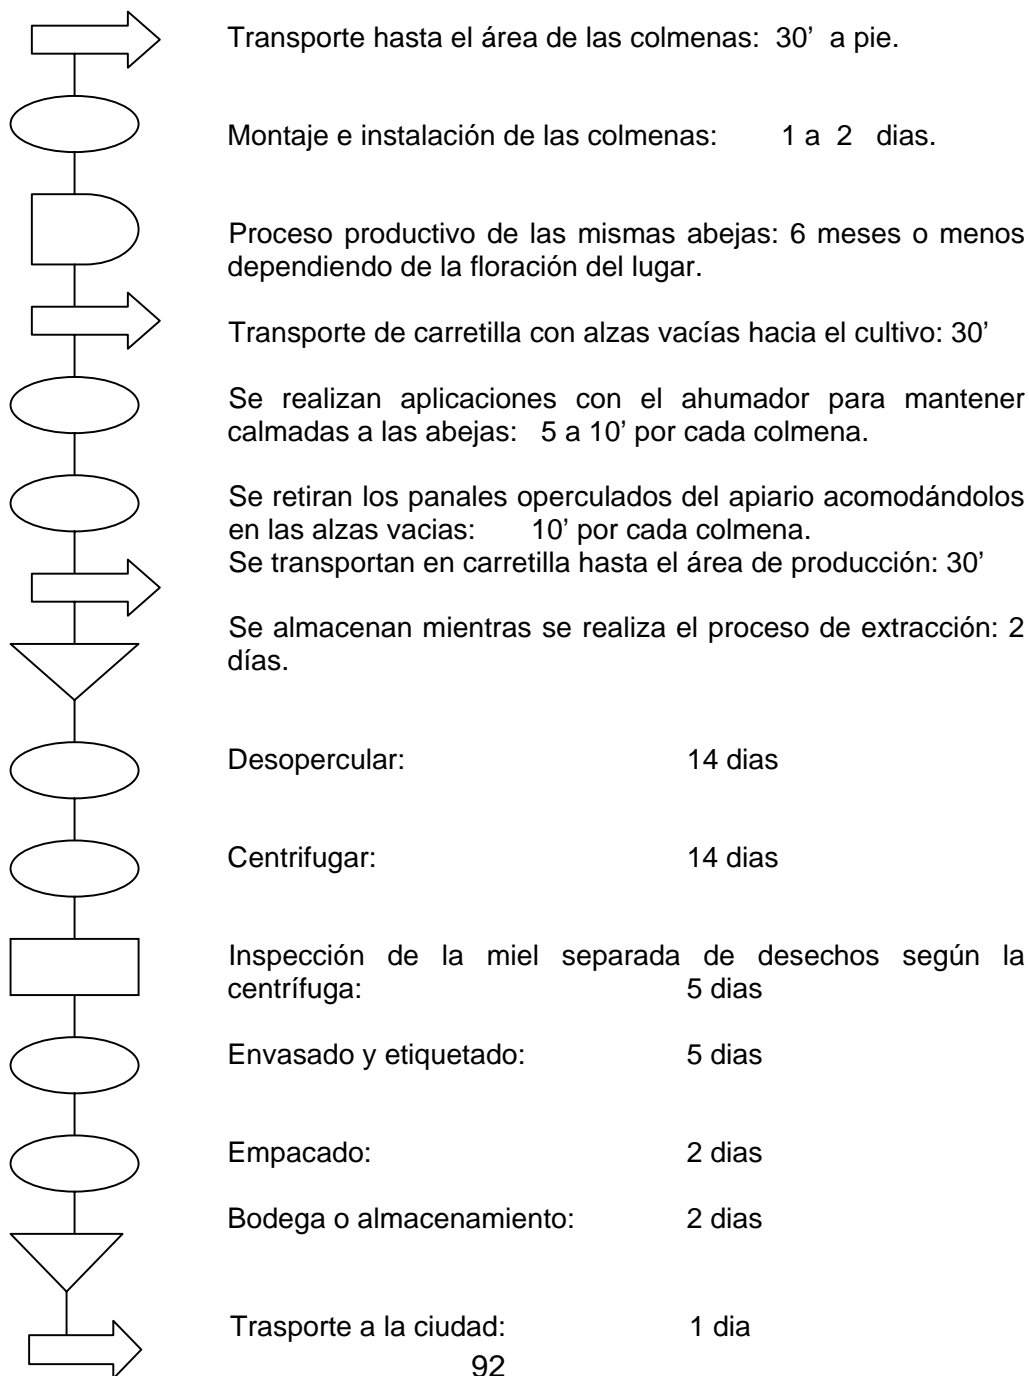 Transporte hasta el área de las colmenas: 30’ a pie.
Montaje e instalación de las colmenas: 1 a 2 dias.
Proceso productivo de las mismas abejas: 6 meses o menos
dependiendo de la floración del lugar.
Transporte de carretilla con alzas vacías hacia el cultivo: 30’
Se realizan aplicaciones con el ahumador para mantener
calmadas a las abejas: 5 a 10’ por cada colmena.
Se retiran los panales operculados del apiario acomodándolos
en las alzas vacias: 10’ por cada colmena.
Se transportan en carretilla hasta el área de producción: 30’
Se almacenan mientras se realiza el proceso de extracción: 2
días.
Desopercular: 14 dias
Centrifugar: 14 dias
Inspección de la miel separada de desechos según la
centrífuga: 5 dias
Envasado y etiquetado: 5 dias
Empacado: 2 dias
Bodega o almacenamiento: 2 dias
Trasporte a la ciudad: 1 dia
92